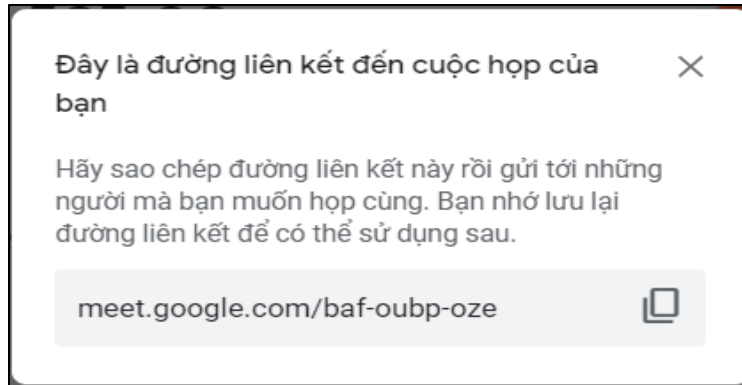 Đây là đường liên kết đến cuộc họp của
bạn
Hãy sao chép đường liên kết này rồi gửi tới những
người mà bạn muốn họp cùng. Bạn nhớ lưu lại
đường liên kết để có thể sử dụng sau.
meet.google.com/baf-oubp-oze